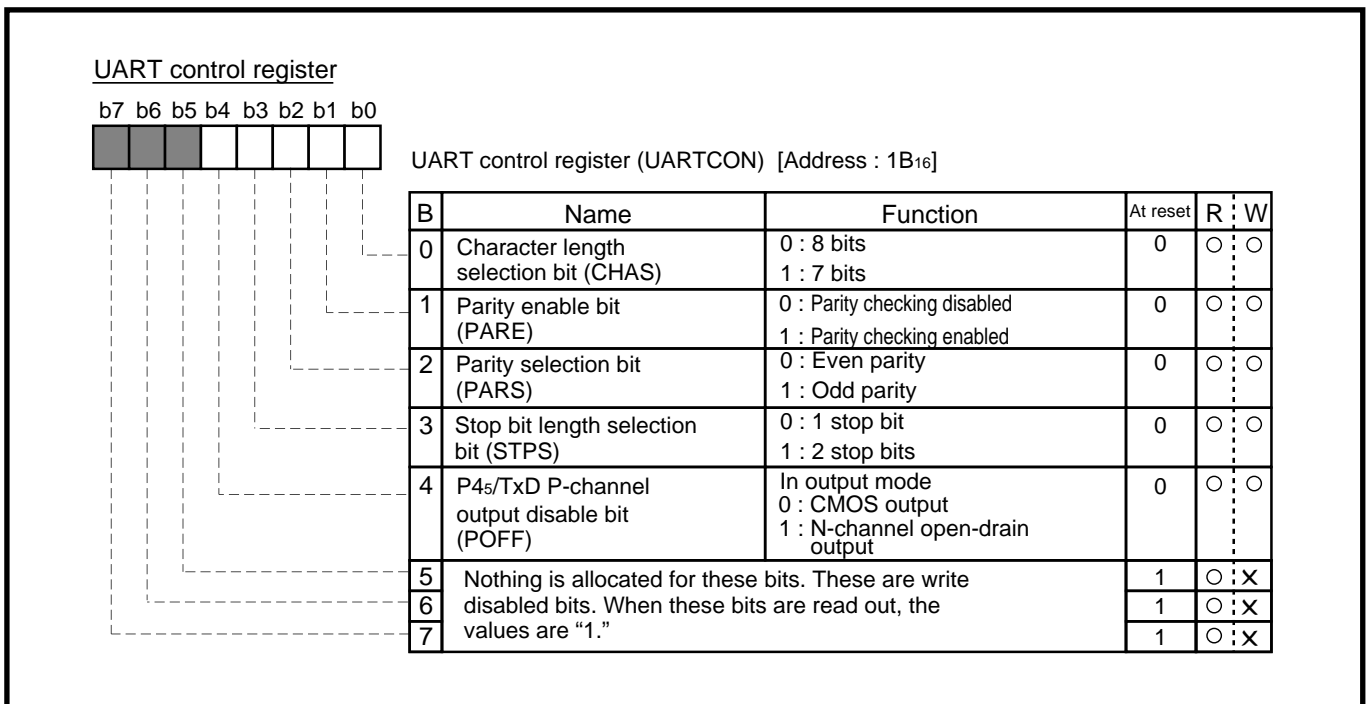 UART control register
b7 b6 b5 b4 b3 b2 b1 b0
UART control register (UARTCON) [Address : 1B16]
B Name Function At reset R W
0 Character length selection bit (CHAS) 0 : 8 bits 0 ○ ○
1 : 7 bits
1 Parity enable bit (PARE) 0 : Parity checking disabled 0 ○ ○
1 : Parity checking enabled
2 Parity selection bit (PARS) 0 : Even parity 0 ○ ○
1 : Odd parity
3 Stop bit length selection bit (STPS) 0 : 1 stop bit 0 ○ ○
1 : 2 stop bits
4 P45/TxD P-channel output disable bit (POFF) In output mode 0 ○ ○
0 : CMOS output
1 : N-channel open-drain
output
5 Nothing is allocated for these bits. These are write 1 ○ ×
6 disabled bits. When these bits are read out, the 1 ○ ×
7 values are “1.” 1 ○ ×